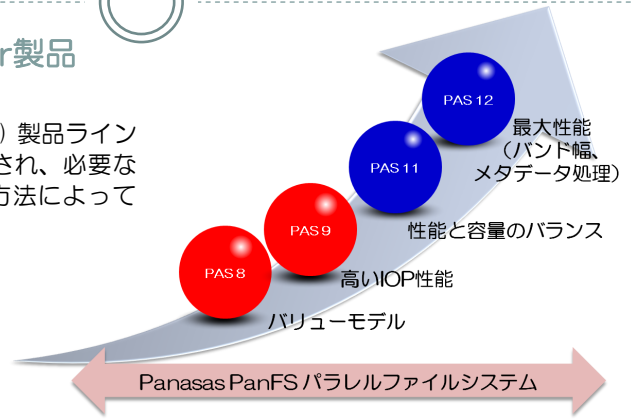 r製品
) 製品ライン
され、必要な
方法によって
PAS 12
最大性能
（バンド幅、
メタデータ処理）
PAS 11
性能と容量のバランス
PAS 9
高いIOP性能
PAS 8
バリューモデル
Panasas PanFS パラレルファイルシステム